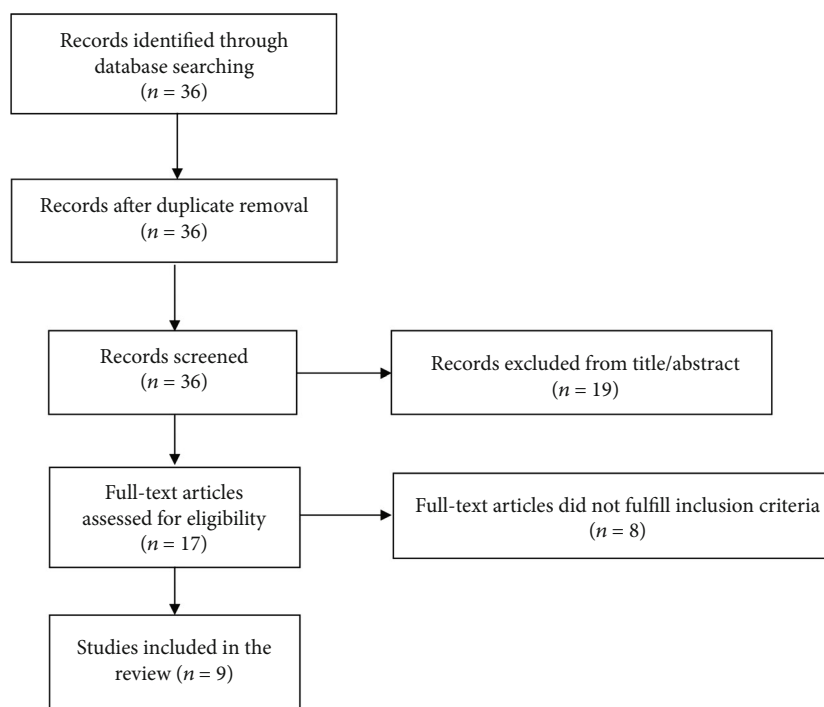 Records identified through
database searching
(n = 36)
Records after duplicate removal
(n = 36)
Records screened
(n = 36)
Records excluded from title/abstract
(n = 19)
Full-text articles
assessed for eligibility
(n = 17)
Full-text articles did not fulfill inclusion criteria
(n = 8)
Studies included in the
review (n = 9)